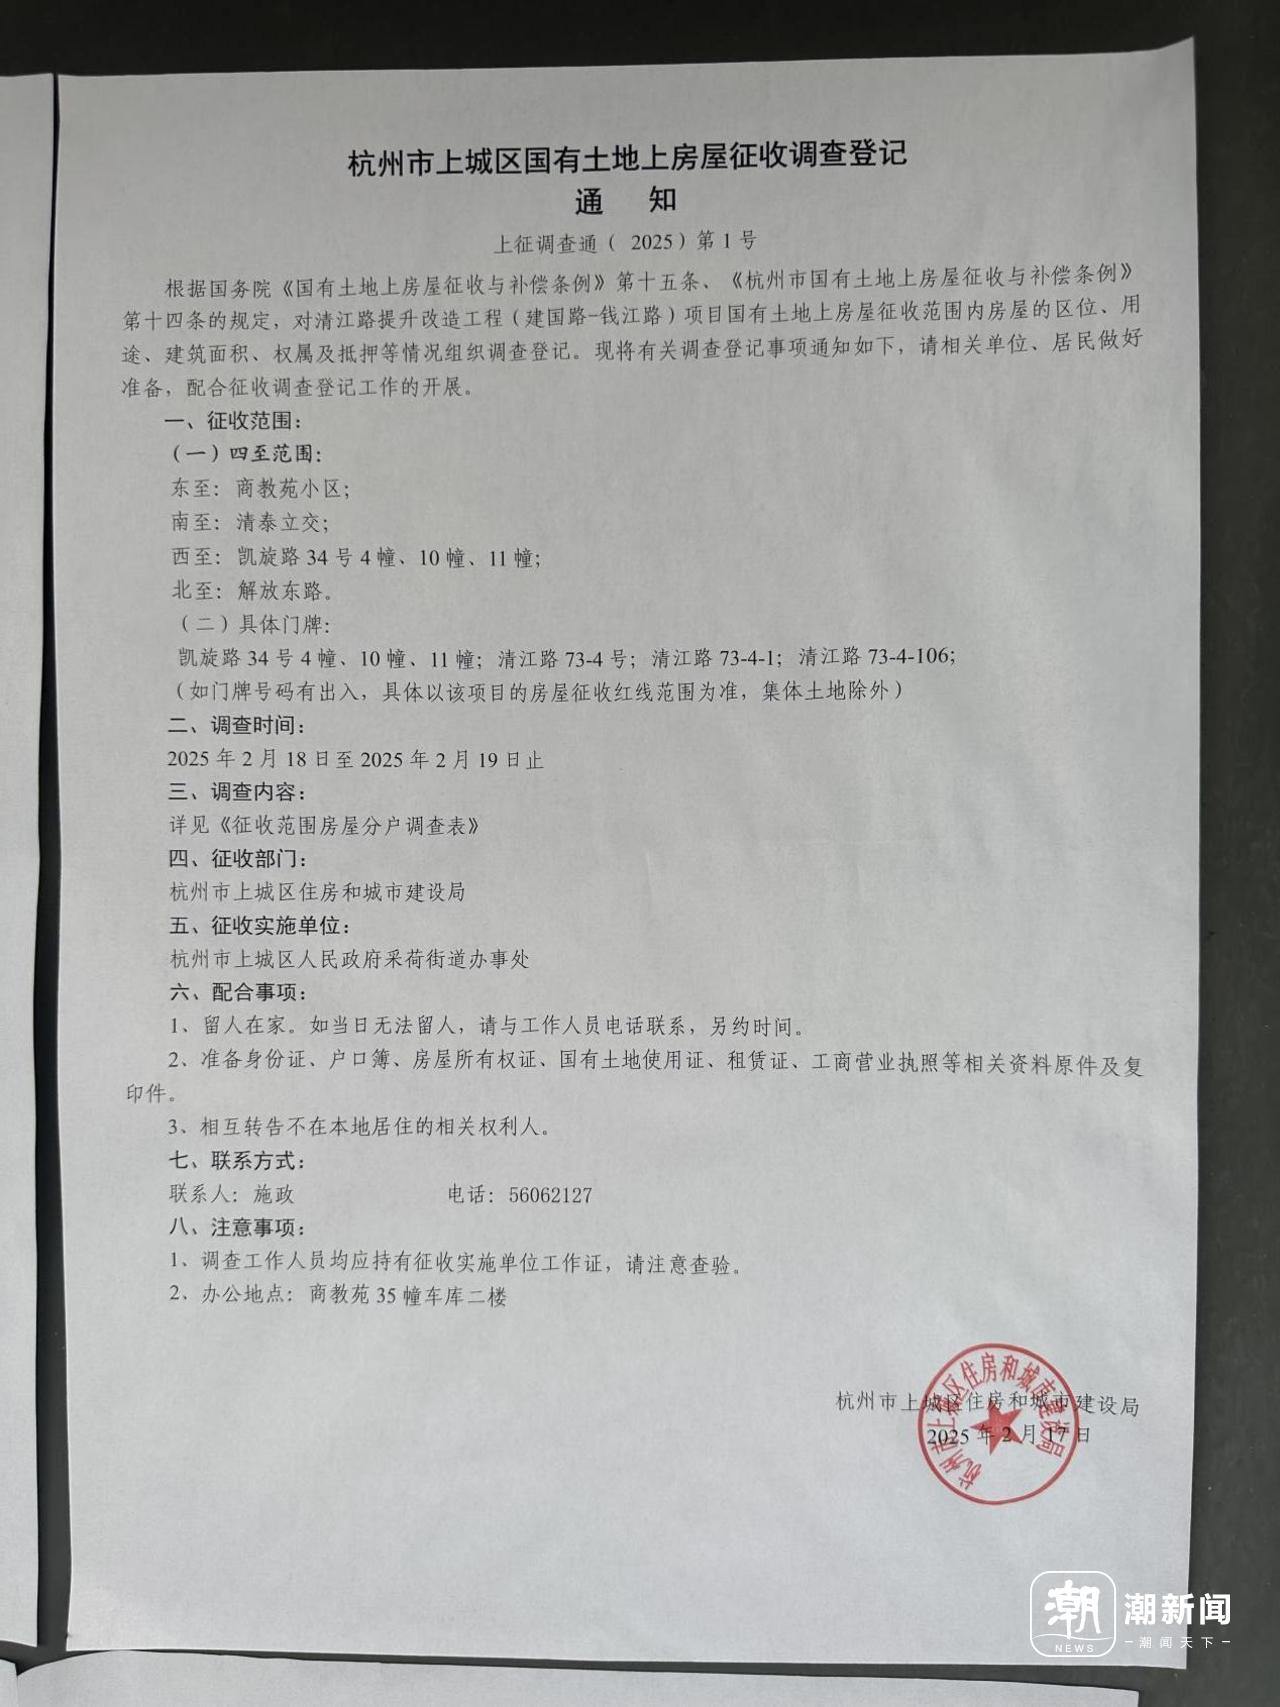 杭州市上城区国有土地上房屋征收调查登记
通 知
上征调查通（ 2025）第 1 号
根据国务院《国有土地上房屋征收与补偿条例》第十五条、《杭州市国有土地上房屋征收与补偿条例》
第十四条的规定，对清江路提升改造工程（建国路-钱江路）项目国有土地上房屋征收范围内房屋的区位、用
途、建筑面积、权属及抵押等情况组织调查登记。现将有关调查登记事项通知如下，请相关单位、居民做好
准备，配合征收调查登记工作的开展。
一、征收范围：
（一）四至范围：
东至：商教苑小区；
南至：清泰立交；
西至：凯旋路 34 号 4 幢、10 幢、11 幢；
北至：解放东路。
（二）具体门牌：
凯旋路 34 号 4 幢、10 幢、11 幢；清江路 73-4 号；清江路 73-4-1；清江路 73-4-106；
（如门牌号码有出入，具体以该项目的房屋征收红线范围为准，集体土地除外）
二、调查时间：
2025 年 2 月 18 日至 2025 年 2 月 19 日止
三、调查内容：
详见《征收范围房屋分户调查表》
四、征收部门：
杭州市上城区住房和城市建设局
五、征收实施单位：
杭州市上城区人民政府采荷街道办事处
六、配合事项：
1、留人在家。如当日无法留人，请与工作人员电话联系，另约时间。
2、准备身份证、户口簿、房屋所有权证、国有土地使用证、租赁证、工商营业执照等相关资料原件及复
印件。
3、相互转告不在本地居住的相关权利人。
七、联系方式：
联系人：施政 电话：56062127
八、注意事项：
1、调查工作人员均应持有征收实施单位工作证，请注意查验。
2、办公地点：商教苑 35 幢车库二楼
杭州市上城区住房和城市建设局
2025 年 2 月 17 日
杭州市上城区住房和城市建设局
潮 NEWS
潮新闻
潮闻天下